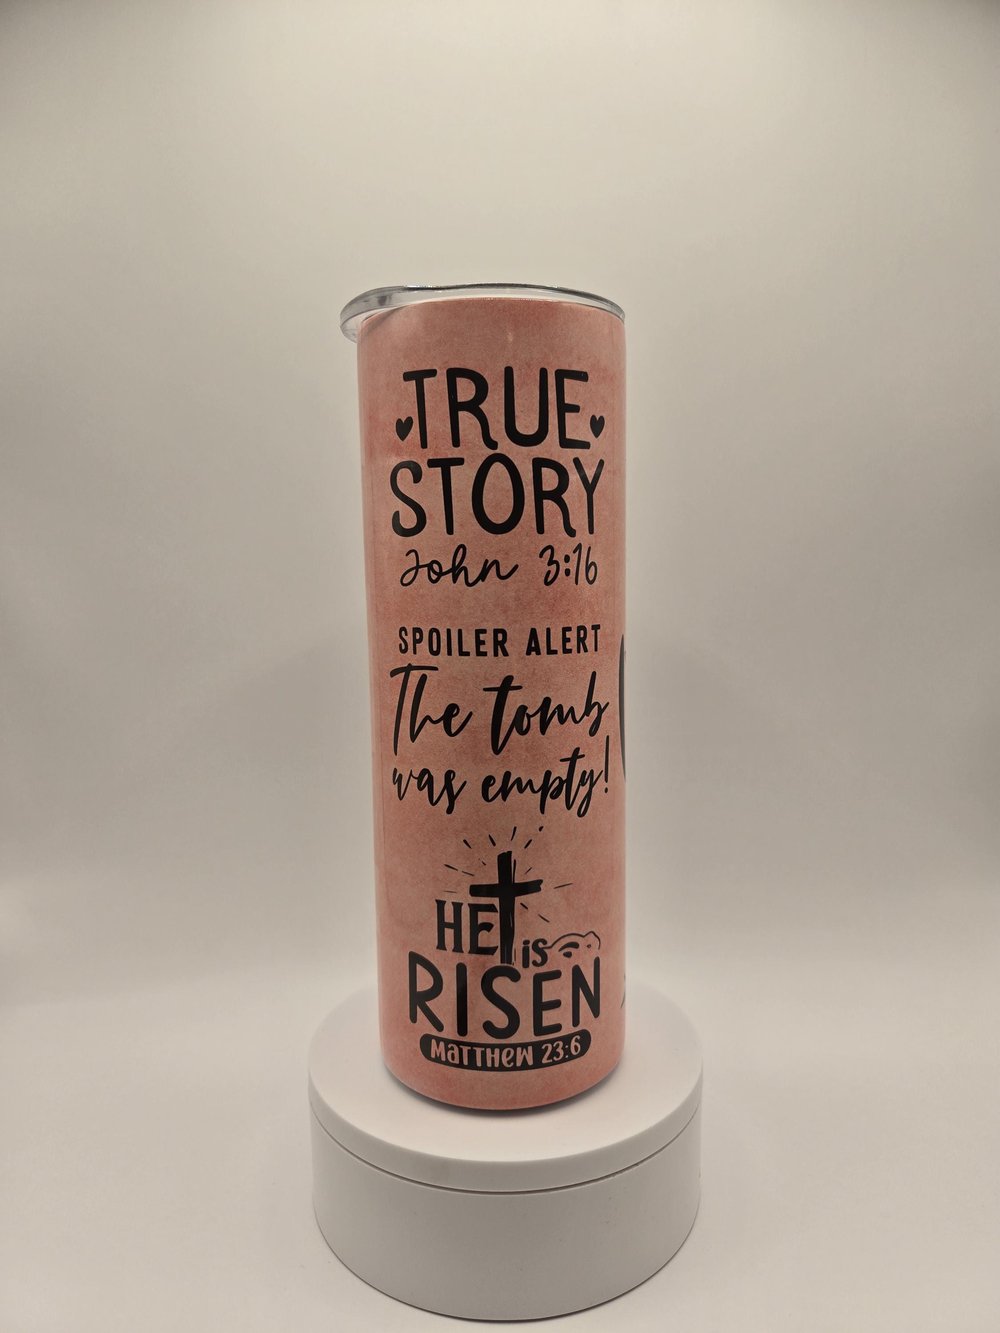 TRUE
STORY
John 3:16
SPOILER ALERT
The tomb
was empty!
HE is
RISEN
MATTHEW 23:6